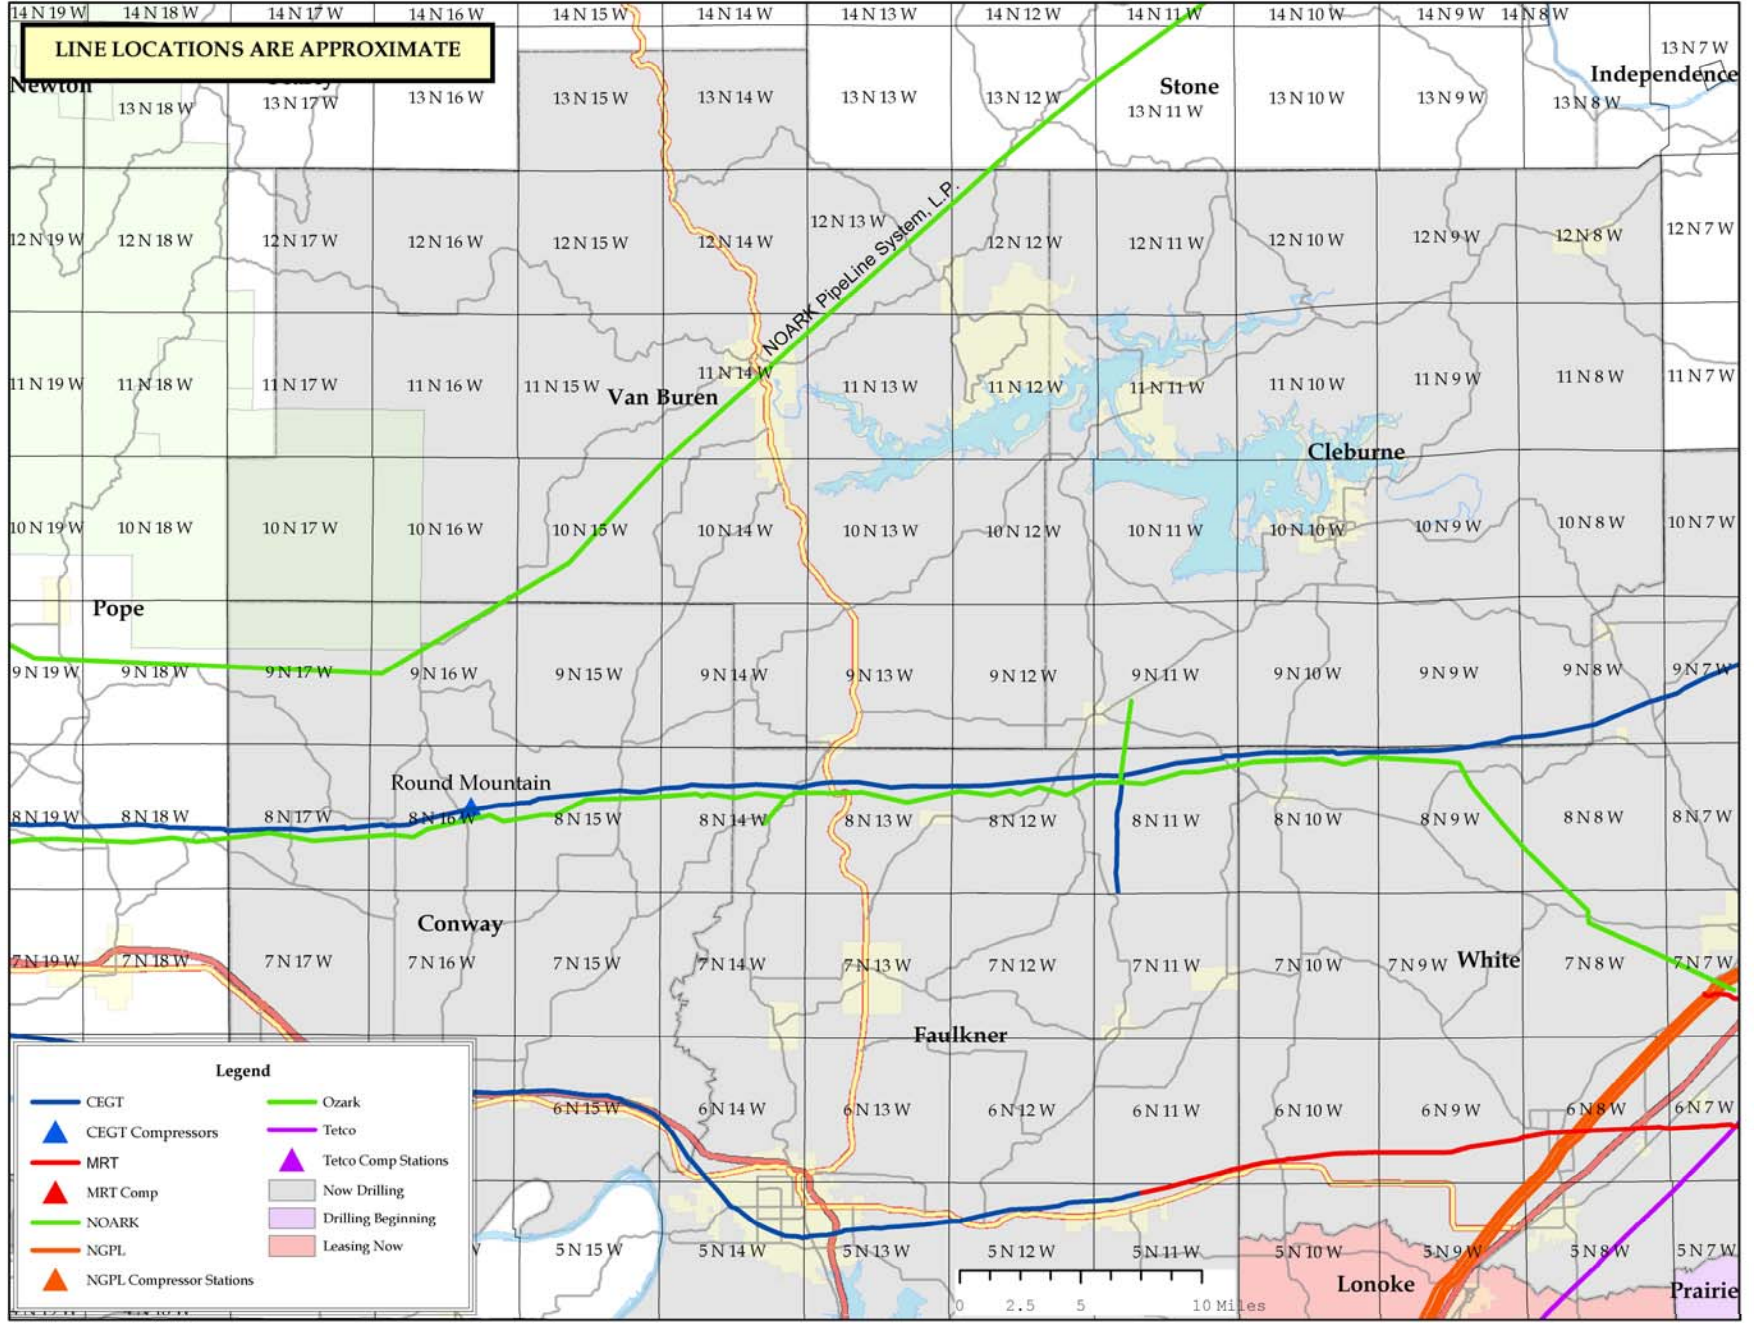 14 N 19 W 14 N 18 W 14 N 17 W 14 N 16 W 14 N 15 W 14 N 14 W 14 N 13 W 14 N 12 W 14 N 11 W 14 N 10 W 14 N 9 W 14 N 8 W
LINE LOCATIONS ARE APPROXIMATE
13 N 7 W
Newton
Stone
Independence
13 N 18 W 13 N 17 W 13 N 16 W 13 N 15 W 13 N 14 W 13 N 13 W 13 N 12 W 13 N 11 W 13 N 10 W 13 N 9 W 13 N 8 W
NOARK PipeLine System, L.P.
12 N 19 W 12 N 18 W 12 N 17 W 12 N 16 W 12 N 15 W 12 N 14 W 12 N 13 W 12 N 12 W 12 N 11 W 12 N 10 W 12 N 9 W 12 N 8 W 12 N 7 W
11 N 19 W 11 N 18 W 11 N 17 W 11 N 16 W 11 N 15 W 11 N 14 W 11 N 13 W 11 N 12 W 11 N 11 W 11 N 10 W 11 N 9 W 11 N 8 W 11 N 7 W
Van Buren
Cleburne
10 N 19 W 10 N 18 W 10 N 17 W 10 N 16 W 10 N 15 W 10 N 14 W 10 N 13 W 10 N 12 W 10 N 11 W 10 N 10 W 10 N 9 W 10 N 8 W 10 N 7 W
Pope
9 N 19 W 9 N 18 W 9 N 17 W 9 N 16 W 9 N 15 W 9 N 14 W 9 N 13 W 9 N 12 W 9 N 11 W 9 N 10 W 9 N 9 W 9 N 8 W 9 N 7 W
Round Mountain
8 N 19 W 8 N 18 W 8 N 17 W 8 N 16 W 8 N 15 W 8 N 14 W 8 N 13 W 8 N 12 W 8 N 11 W 8 N 10 W 8 N 9 W 8 N 8 W 8 N 7 W
Conway
7 N 19 W 7 N 18 W 7 N 17 W 7 N 16 W 7 N 15 W 7 N 14 W 7 N 13 W 7 N 12 W 7 N 11 W 7 N 10 W 7 N 9 W White 7 N 8 W 7 N 7 W
Faulkner
6 N 15 W 6 N 14 W 6 N 13 W 6 N 12 W 6 N 11 W 6 N 10 W 6 N 9 W 6 N 8 W 6 N 7 W
5 N 15 W 5 N 14 W 5 N 13 W 5 N 12 W 5 N 11 W 5 N 10 W 5 N 9 W 5 N 8 W 5 N 7 W
Lonoke
Prairie
0 2.5 5 10 Miles
Legend
CEGT
CEGT Compressors
MRT
MRT Comp
NOARK
NGPL
NGPL Compressor Stations
Ozark
Tetco
Tetco Comp Stations
Now Drilling
Drilling Beginning
Leasing Now